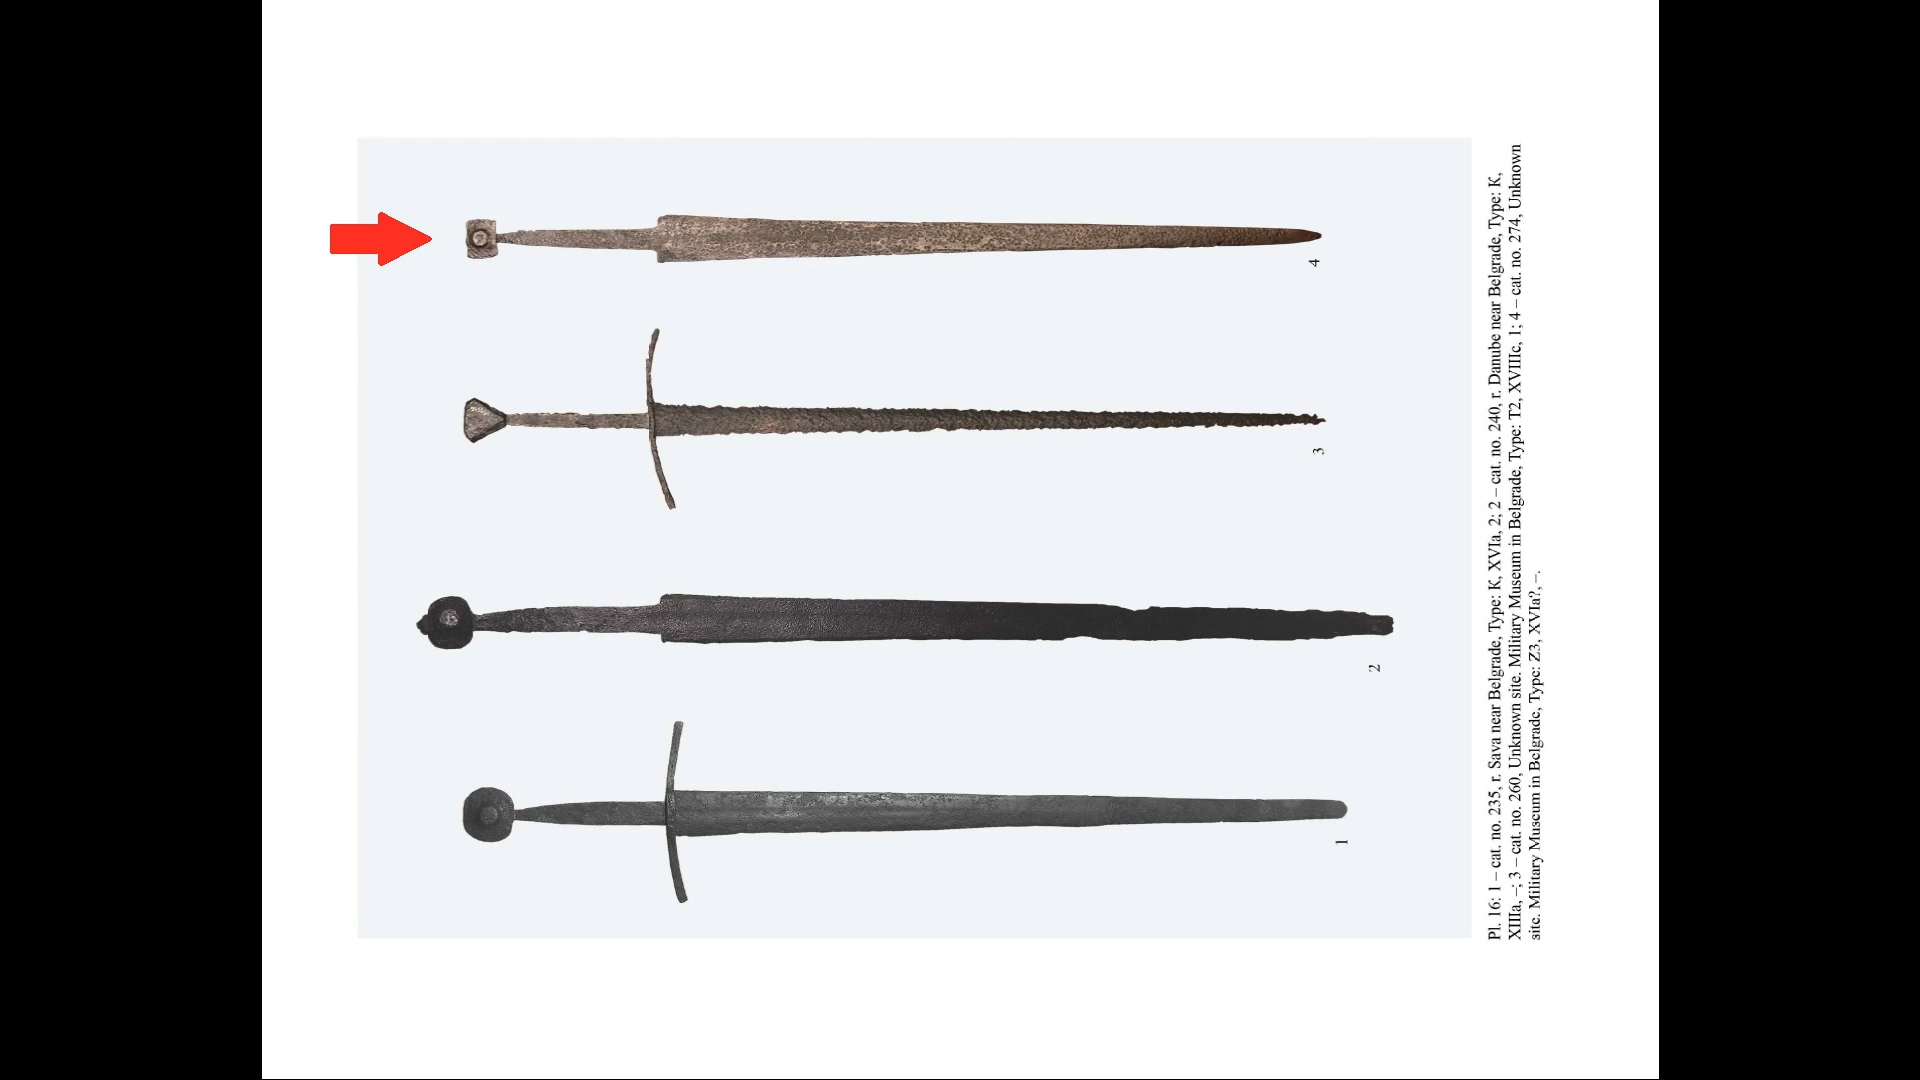 4
3
2
1
Pl. 16: 1 – cat. no. 235, r. Sava near Belgrade, Type: K, XVIa, 2; 2 – cat. no. 240, r. Danube near Belgrade, Type: K,
XIIIa, –; 3 – cat. no. 260, Unknown site. Military Museum in Belgrade, Type: T2, XVIIIc, 1; 4 – cat. no. 274, Unknown
site. Military Museum in Belgrade, Type: Z3, XVIa?, –.